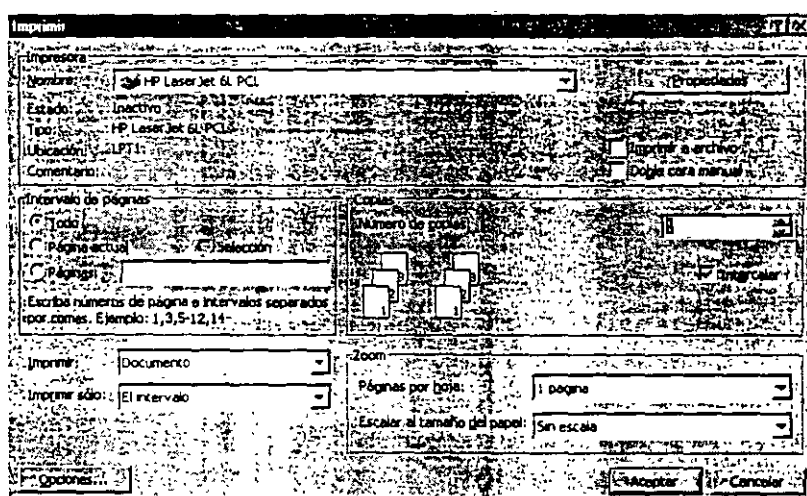 Imprimir
Impresora
Nombre: HP LaserJet 6L PCL
Propiedades
Estado: Inactivo
Tipo: HP LaserJet 6L PCL
Ubicación: LPT1:
Comentario:
Imprimir a archivo
Doble cara manual
Intervalo de páginas
Todo
Página actual
Selección
Páginas:
Escriba números de página e intervalos separados
por comas. Ejemplo: 1,3,5-12,14
Copias
Número de copias:
1
1
Intercalar
Imprimir: Documento
Imprimir sólo: El intervalo
Zoom
Páginas por hoja: 1 página
Escalar al tamaño del papel: Sin escala
Opciones...
Aceptar
Cancelar